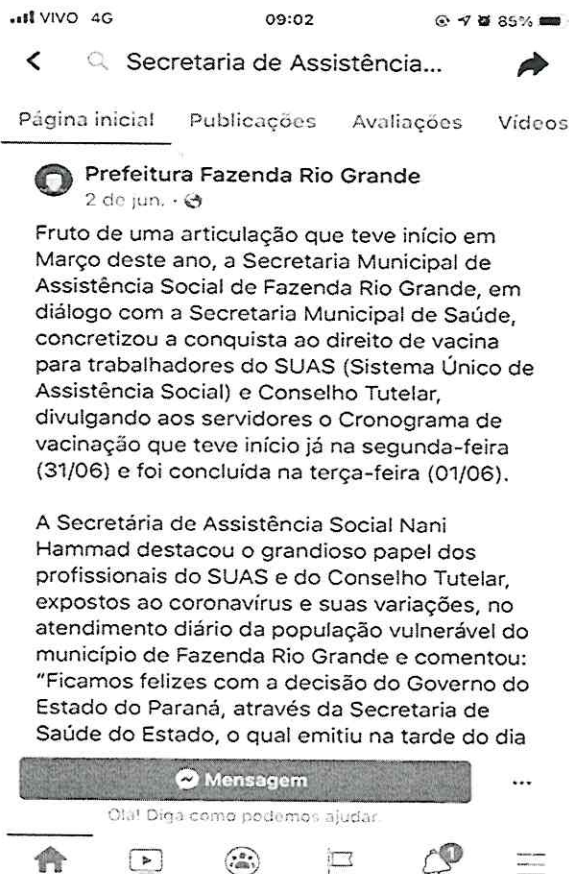 VIVO 4G 09:02 85%
Secretaria de Assistência...
Página inicial Publicações Avaliações Vídeos
Prefeitura Fazenda Rio Grande
2 de jun. ·
Fruto de uma articulação que teve início em
Março deste ano, a Secretaria Municipal de
Assistência Social de Fazenda Rio Grande, em
diálogo com a Secretaria Municipal de Saúde,
concretizou a conquista ao direito de vacina
para trabalhadores do SUAS (Sistema Único de
Assistência Social) e Conselho Tutelar,
divulgando aos servidores o Cronograma de
vacinação que teve início já na segunda-feira
(31/06) e foi concluída na terça-feira (01/06).
A Secretária de Assistência Social Nani
Hammad destacou o grandioso papel dos
profissionais do SUAS e do Conselho Tutelar,
expostos ao coronavírus e suas variações, no
atendimento diário da população vulnerável do
município de Fazenda Rio Grande e comentou:
"Ficamos felizes com a decisão do Governo do
Estado do Paraná, através da Secretaria de
Saúde do Estado, o qual emitiu na tarde do dia
Mensagem ...
Olá! Diga como podemos ajudar.
1